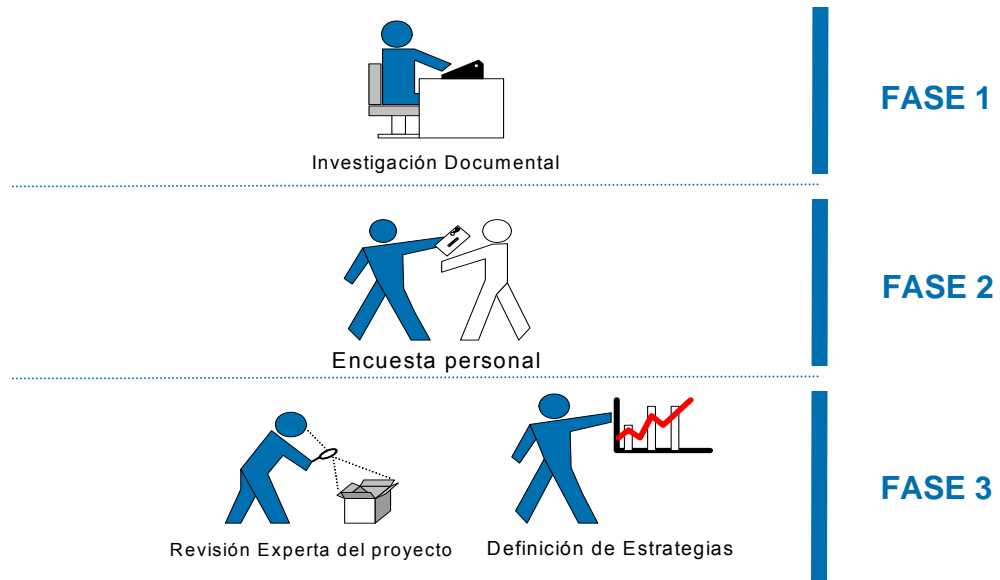 FASE 1
Investigación Documental
FASE 2
Encuesta personal
FASE 3
Revisión Experta del proyecto
Definición de Estrategias